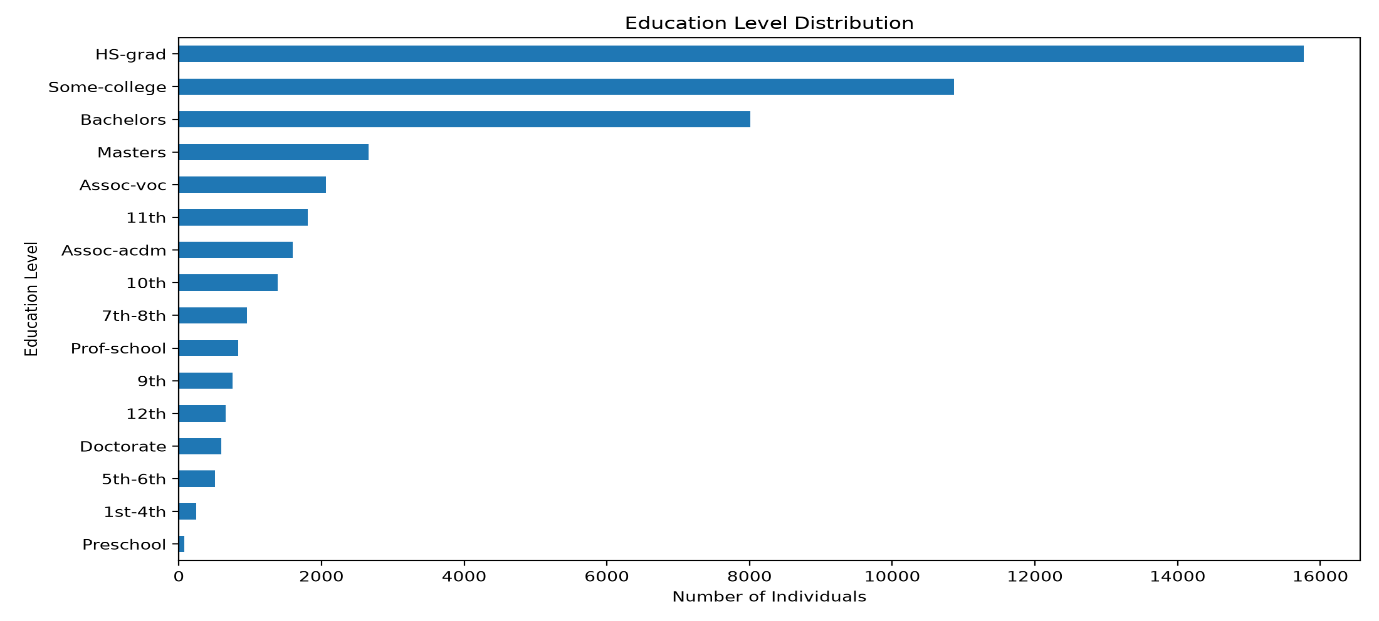 Education Level Distribution
HS-grad
Some-college
Bachelors
Masters
Assoc-voc
11th
Assoc-acdm
10th
7th-8th
Prof-school
9th
12th
Doctorate
5th-6th
1st-4th
Preschool
Education Level
0 2000 4000 6000 8000 10000 12000 14000 16000
Number of Individuals